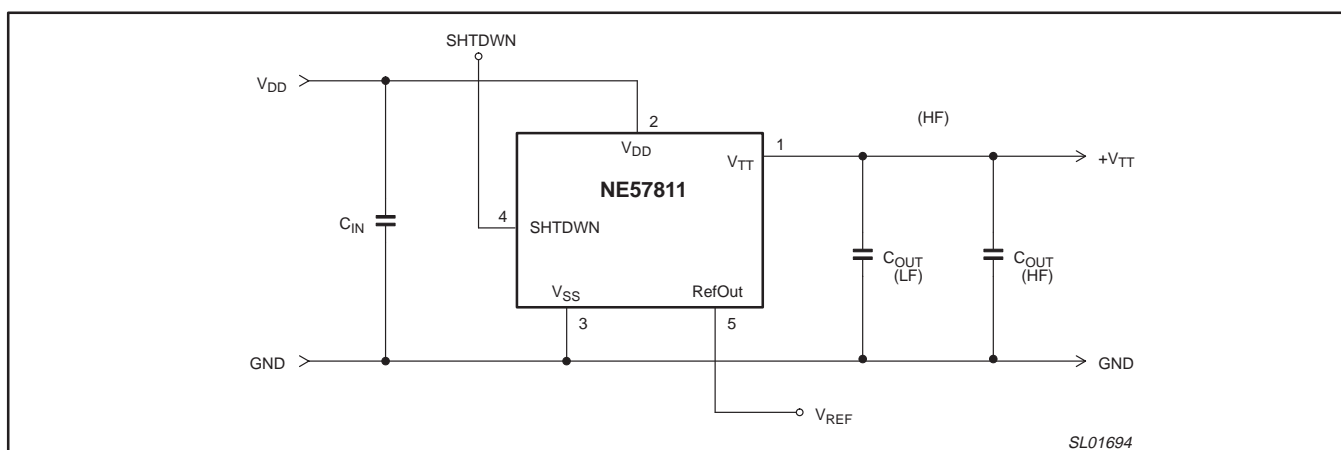 SHTDWN
V_DD
2
(HF)
V_DD
V_TT
1
+V_TT
NE57811
4
SHTDWN
C_IN
C_OUT
(LF)
C_OUT
(HF)
V_SS
RefOut
3
5
GND
GND
V_REF
SL01694